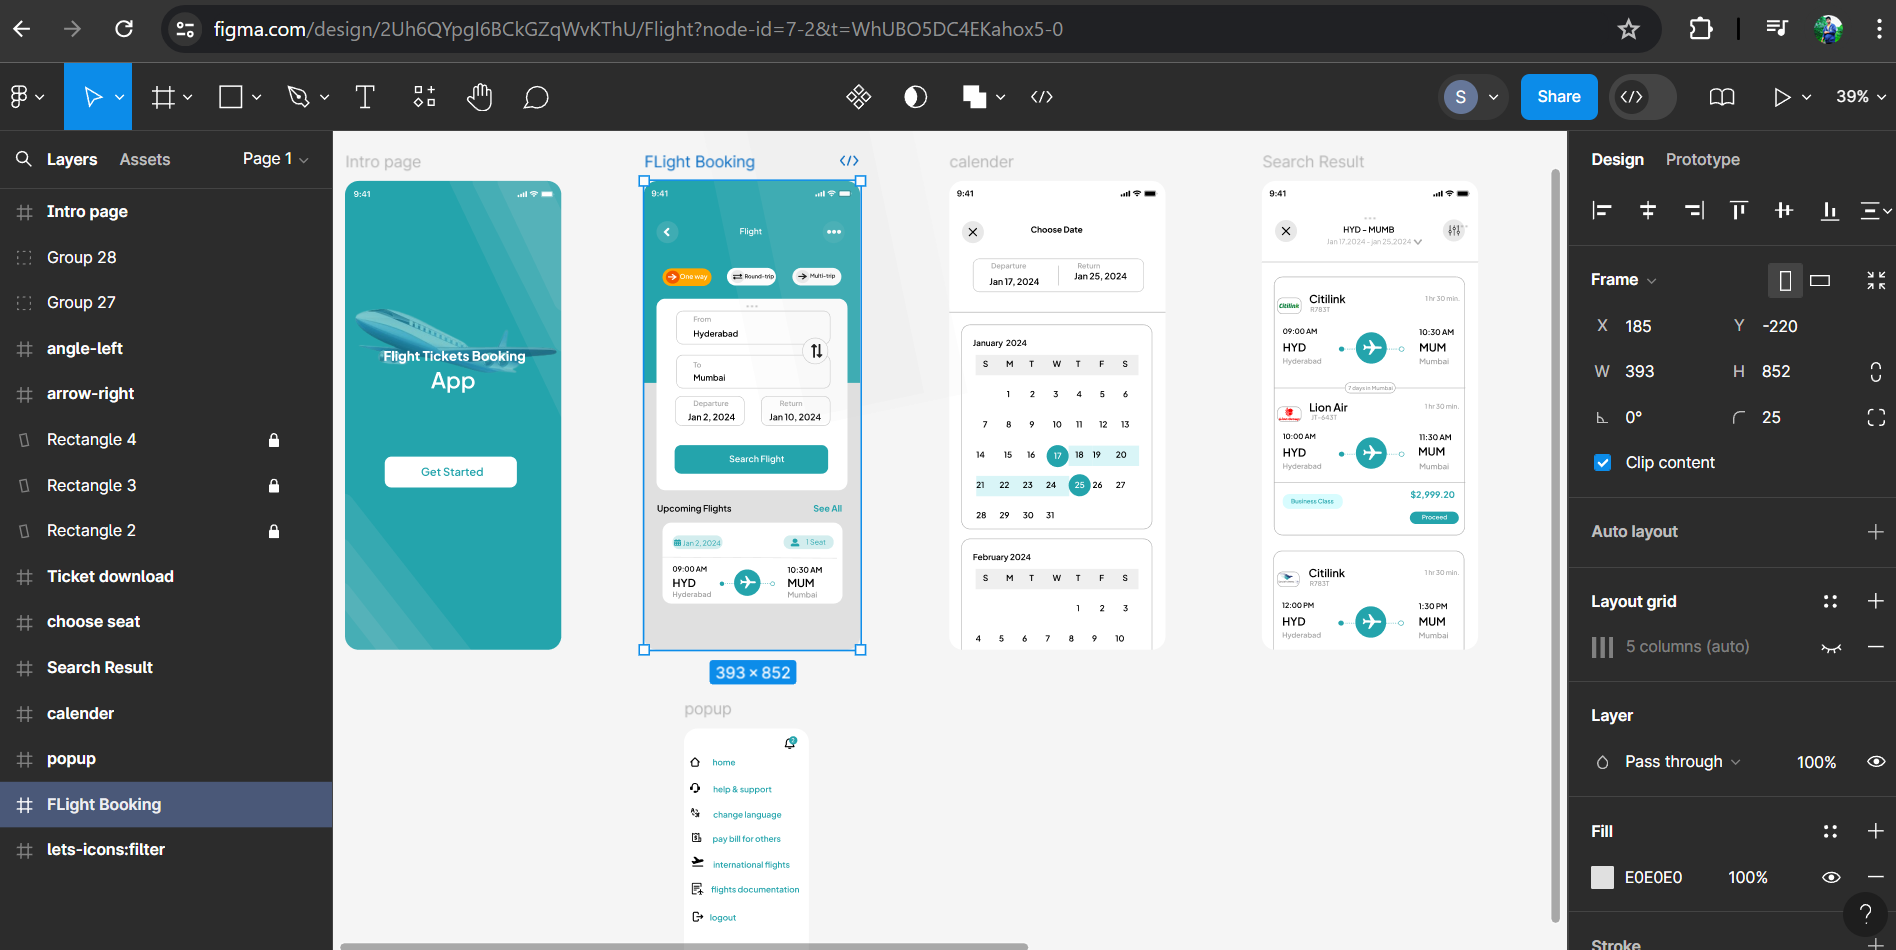 figma.com/design/2Uh6QYpgI6BCkGZqWvKThU/Flight?node-id=7-2&t=WhUBO5DC4EKahox5-0
S
Share
39%
Layers
Assets
Page 1
Intro page
Group 28
Group 27
angle-left
arrow-right
Rectangle 4
Rectangle 3
Rectangle 2
Ticket download
choose seat
Search Result
calender
popup
FLight Booking
lets-icons:filter
Intro page
9:41
Flight Tickets Booking
App
Get Started
FLight Booking
9:41
Flight
One way
Round-trip
Multi-trip
From
Hyderabad
To
Mumbai
Departure
Jan 2, 2024
Return
Jan 10, 2024
Search Flight
Upcoming Flights
See All
Jan 2, 2024
1 Seat
09:00 AM
HYD
Hyderabad
10:30 AM
MUM
Mumbai
393 × 852
popup
home
help & support
change language
pay bill for others
international flights
flights documentation
logout
calender
9:41
Choose Date
Departure
Jan 17, 2024
Return
Jan 25, 2024
January 2024
S M T W T F S
1 2 3 4 5 6
7 8 9 10 11 12 13
14 15 16 17 18 19 20
21 22 23 24 25 26 27
28 29 30 31
February 2024
S M T W T F S
1 2 3
4 5 6 7 8 9 10
Search Result
9:41
HYD - MUMB
Jan 17,2024 - jan 25,2024
Citilink
Citilink
R783T
1 hr 30 min.
09:00 AM
HYD
Hyderabad
10:30 AM
MUM
Mumbai
7 days in Mumbai
Lion Air
JT-643T
1 hr 30 min.
10:00 AM
HYD
Hyderabad
11:30 AM
MUM
Mumbai
Business Class
$2,999.20
Proceed
Citilink
R783T
1 hr 30 min.
12:00 PM
HYD
Hyderabad
1:30 PM
MUM
Mumbai
Design
Prototype
Frame
X 185
Y -220
W 393
H 852
0°
25
Clip content
Auto layout
Layout grid
5 columns (auto)
Layer
Pass through
100%
Fill
E0E0E0
100%
?
Stroke